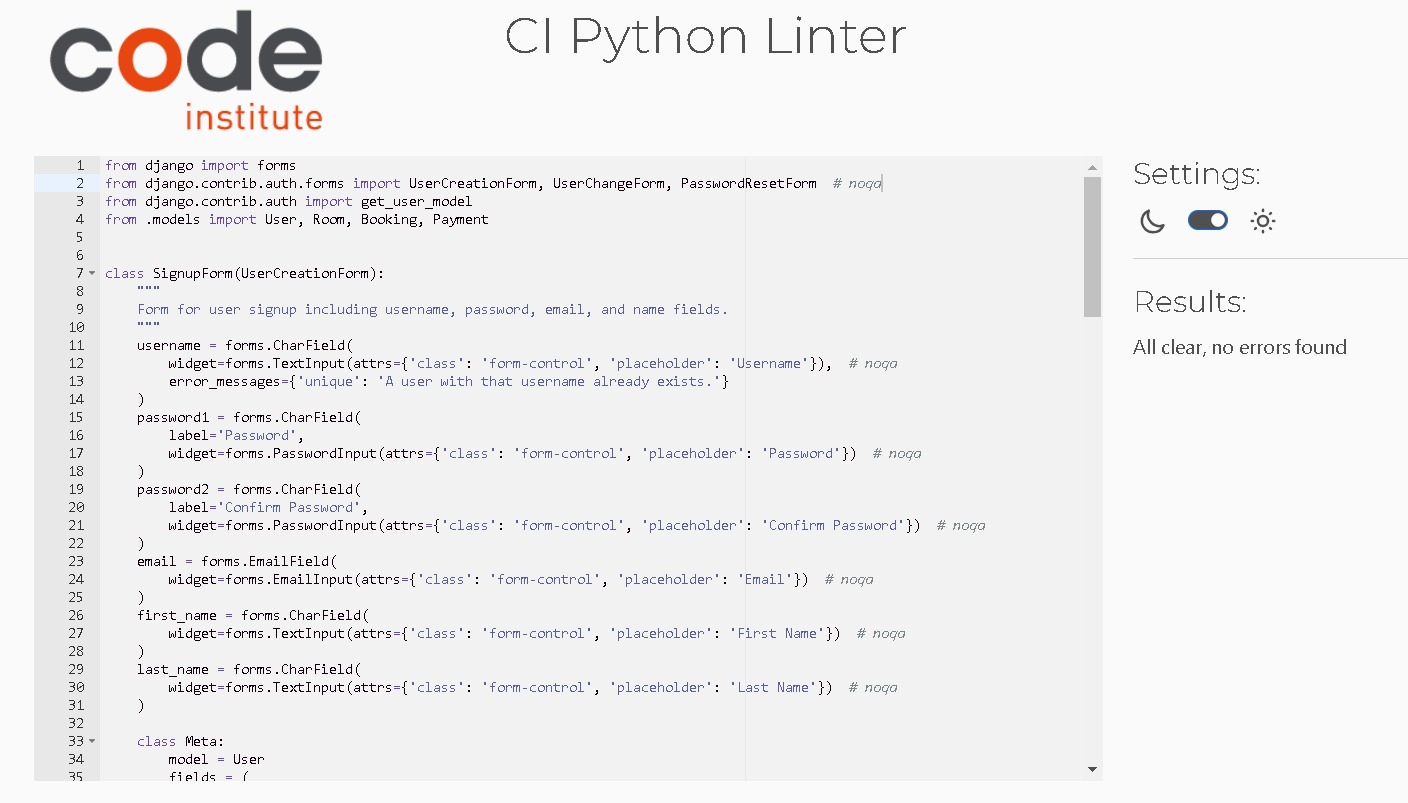 code
institute
CI Python Linter
1 from django import forms
2 from django.contrib.auth.forms import UserCreationForm, UserChangeForm, PasswordResetForm  # noqa
3 from django.contrib.auth import get_user_model
4 from .models import User, Room, Booking, Payment
5
6
7 class SignupForm(UserCreationForm):
8     """
9     Form for user signup including username, password, email, and name fields.
10     """
11     username = forms.CharField(
12         widget=forms.TextInput(attrs={'class': 'form-control', 'placeholder': 'Username'}),  # noqa
13         error_messages={'unique': 'A user with that username already exists.'}
14     )
15     password1 = forms.CharField(
16         label='Password',
17         widget=forms.PasswordInput(attrs={'class': 'form-control', 'placeholder': 'Password'})  # noqa
18     )
19     password2 = forms.CharField(
20         label='Confirm Password',
21         widget=forms.PasswordInput(attrs={'class': 'form-control', 'placeholder': 'Confirm Password'})  # noqa
22     )
23     email = forms.EmailField(
24         widget=forms.EmailInput(attrs={'class': 'form-control', 'placeholder': 'Email'})  # noqa
25     )
26     first_name = forms.CharField(
27         widget=forms.TextInput(attrs={'class': 'form-control', 'placeholder': 'First Name'})  # noqa
28     )
29     last_name = forms.CharField(
30         widget=forms.TextInput(attrs={'class': 'form-control', 'placeholder': 'Last Name'})  # noqa
31     )
32
33     class Meta:
34         model = User
35         fields = (
Settings:
Results:
All clear, no errors found